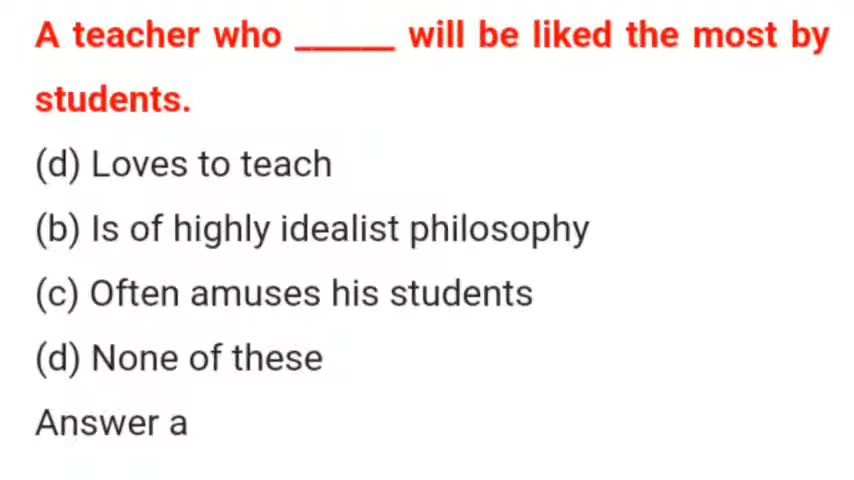 A teacher who _____ will be liked the most by
students.
(d) Loves to teach
(b) Is of highly idealist philosophy
(c) Often amuses his students
(d) None of these
Answer a